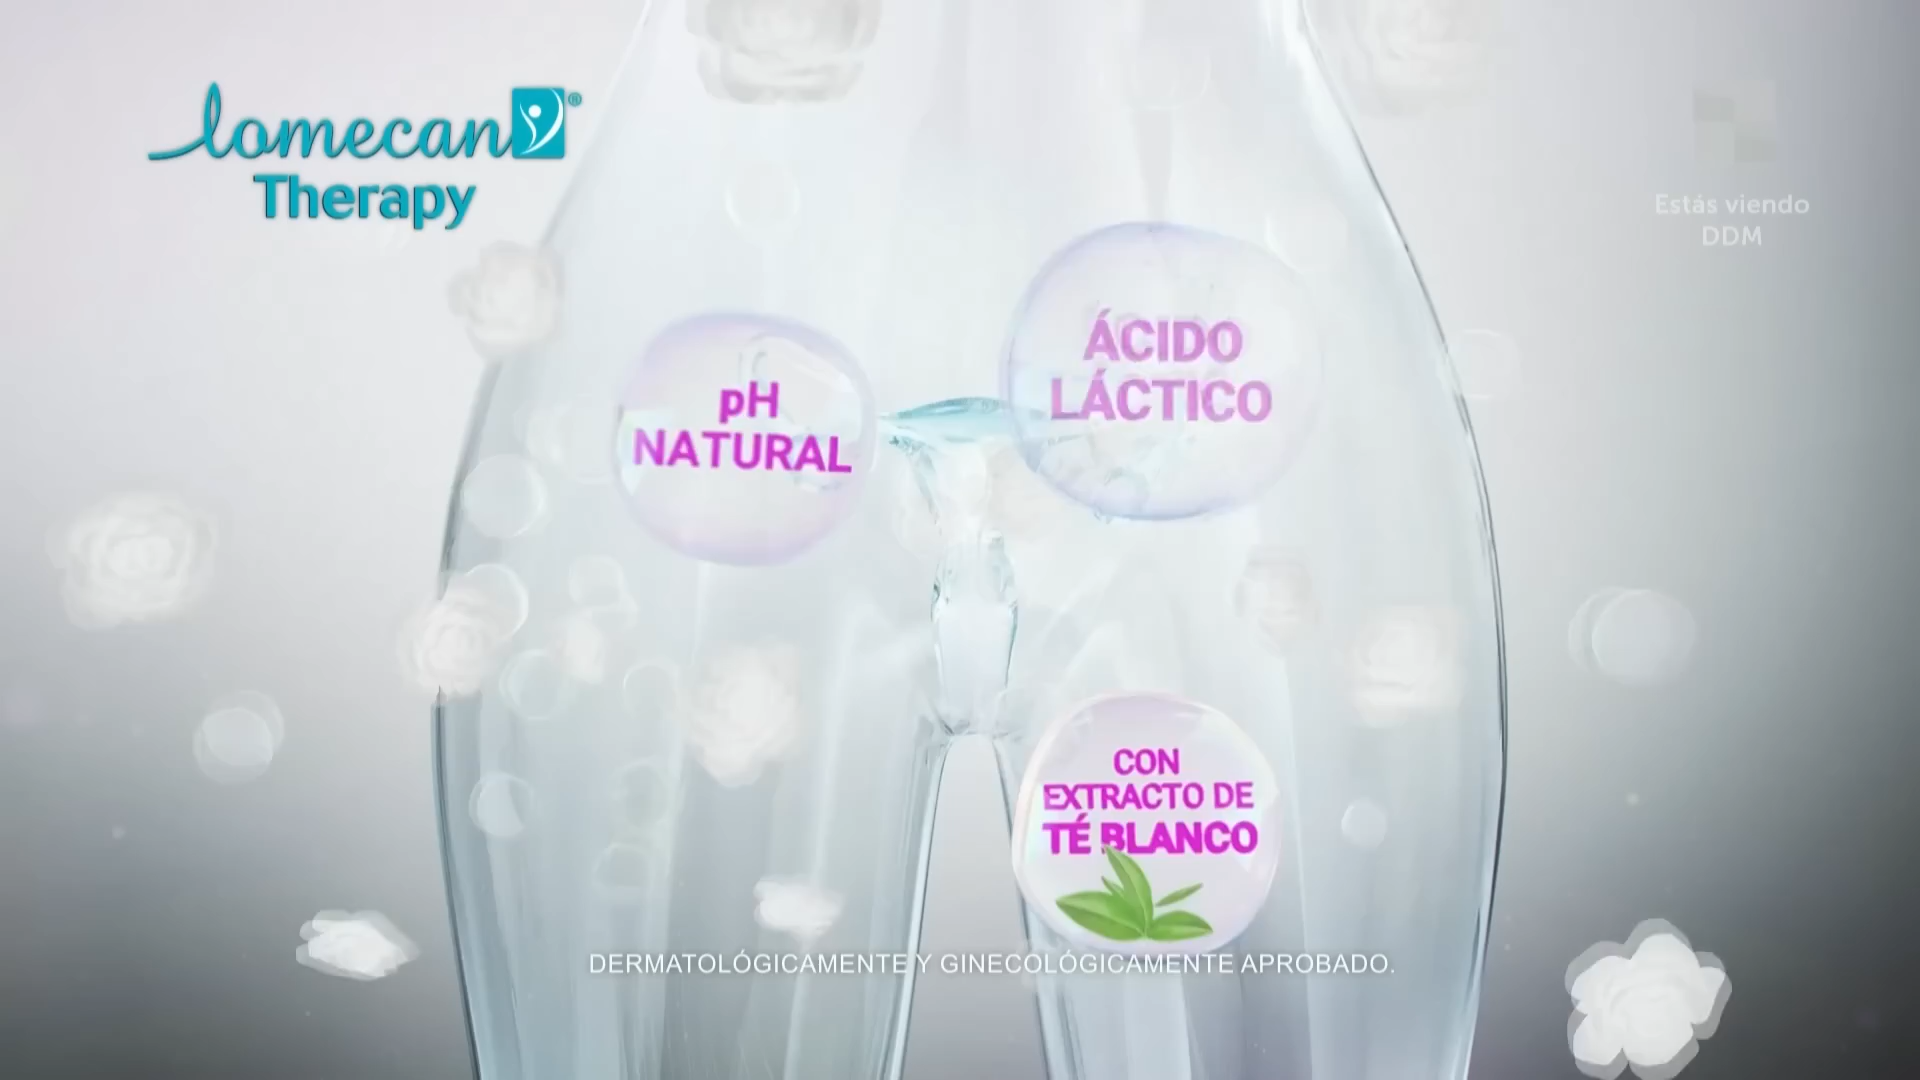 lomecan®
Therapy
Estás viendo
DDM
pH
NATURAL
ÁCIDO
LÁCTICO
CON
EXTRACTO DE
TÉ BLANCO
DERMATOLÓGICAMENTE Y GINECOLÓGICAMENTE APROBADO.